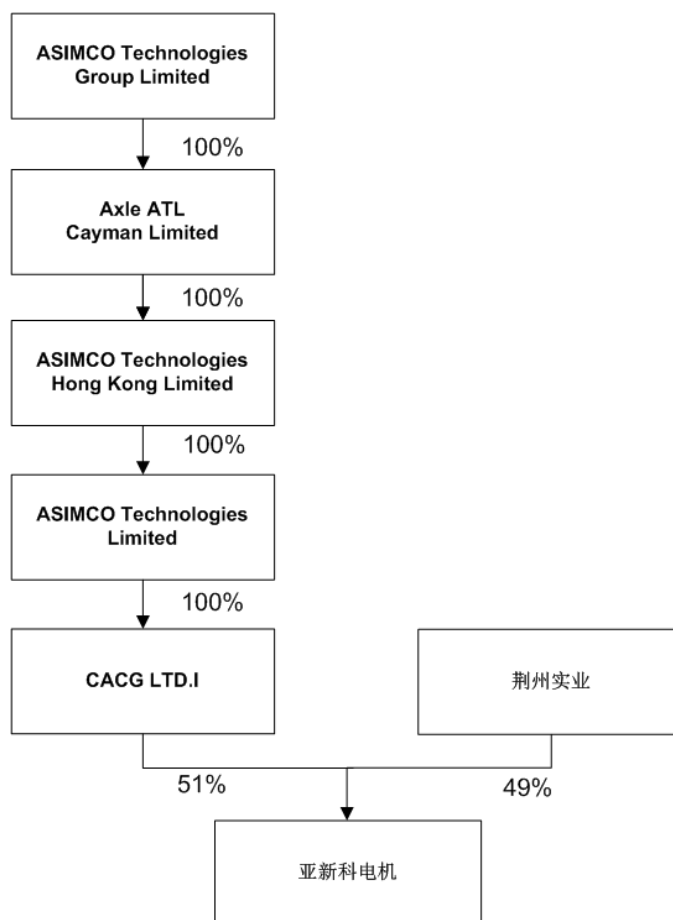 ASIMCO Technologies
Group Limited
100%
Axle ATL
Cayman Limited
100%
ASIMCO Technologies
Hong Kong Limited
100%
ASIMCO Technologies
Limited
100%
CACG LTD.I
荆州实业
51%
49%
亚新科电机